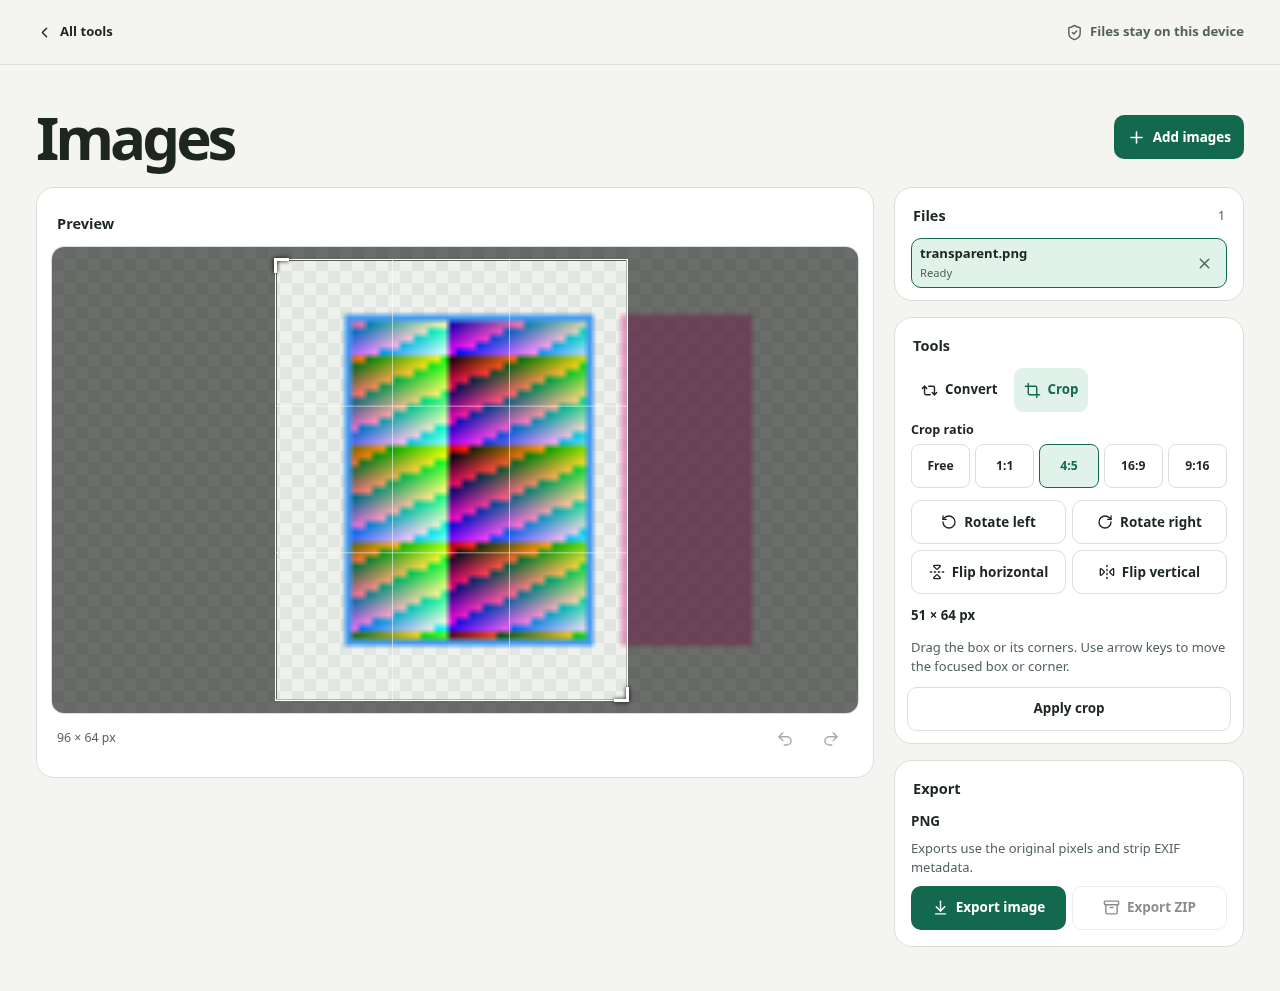 All tools
Files stay on this device
Images
Add images
Preview
96 × 64 px
Files
1
transparent.png
Ready
Tools
Convert
Crop
Crop ratio
Free
1:1
4:5
16:9
9:16
Rotate left
Rotate right
Flip horizontal
Flip vertical
51 × 64 px
Drag the box or its corners. Use arrow keys to move
the focused box or corner.
Apply crop
Export
PNG
Exports use the original pixels and strip EXIF
metadata.
Export image
Export ZIP